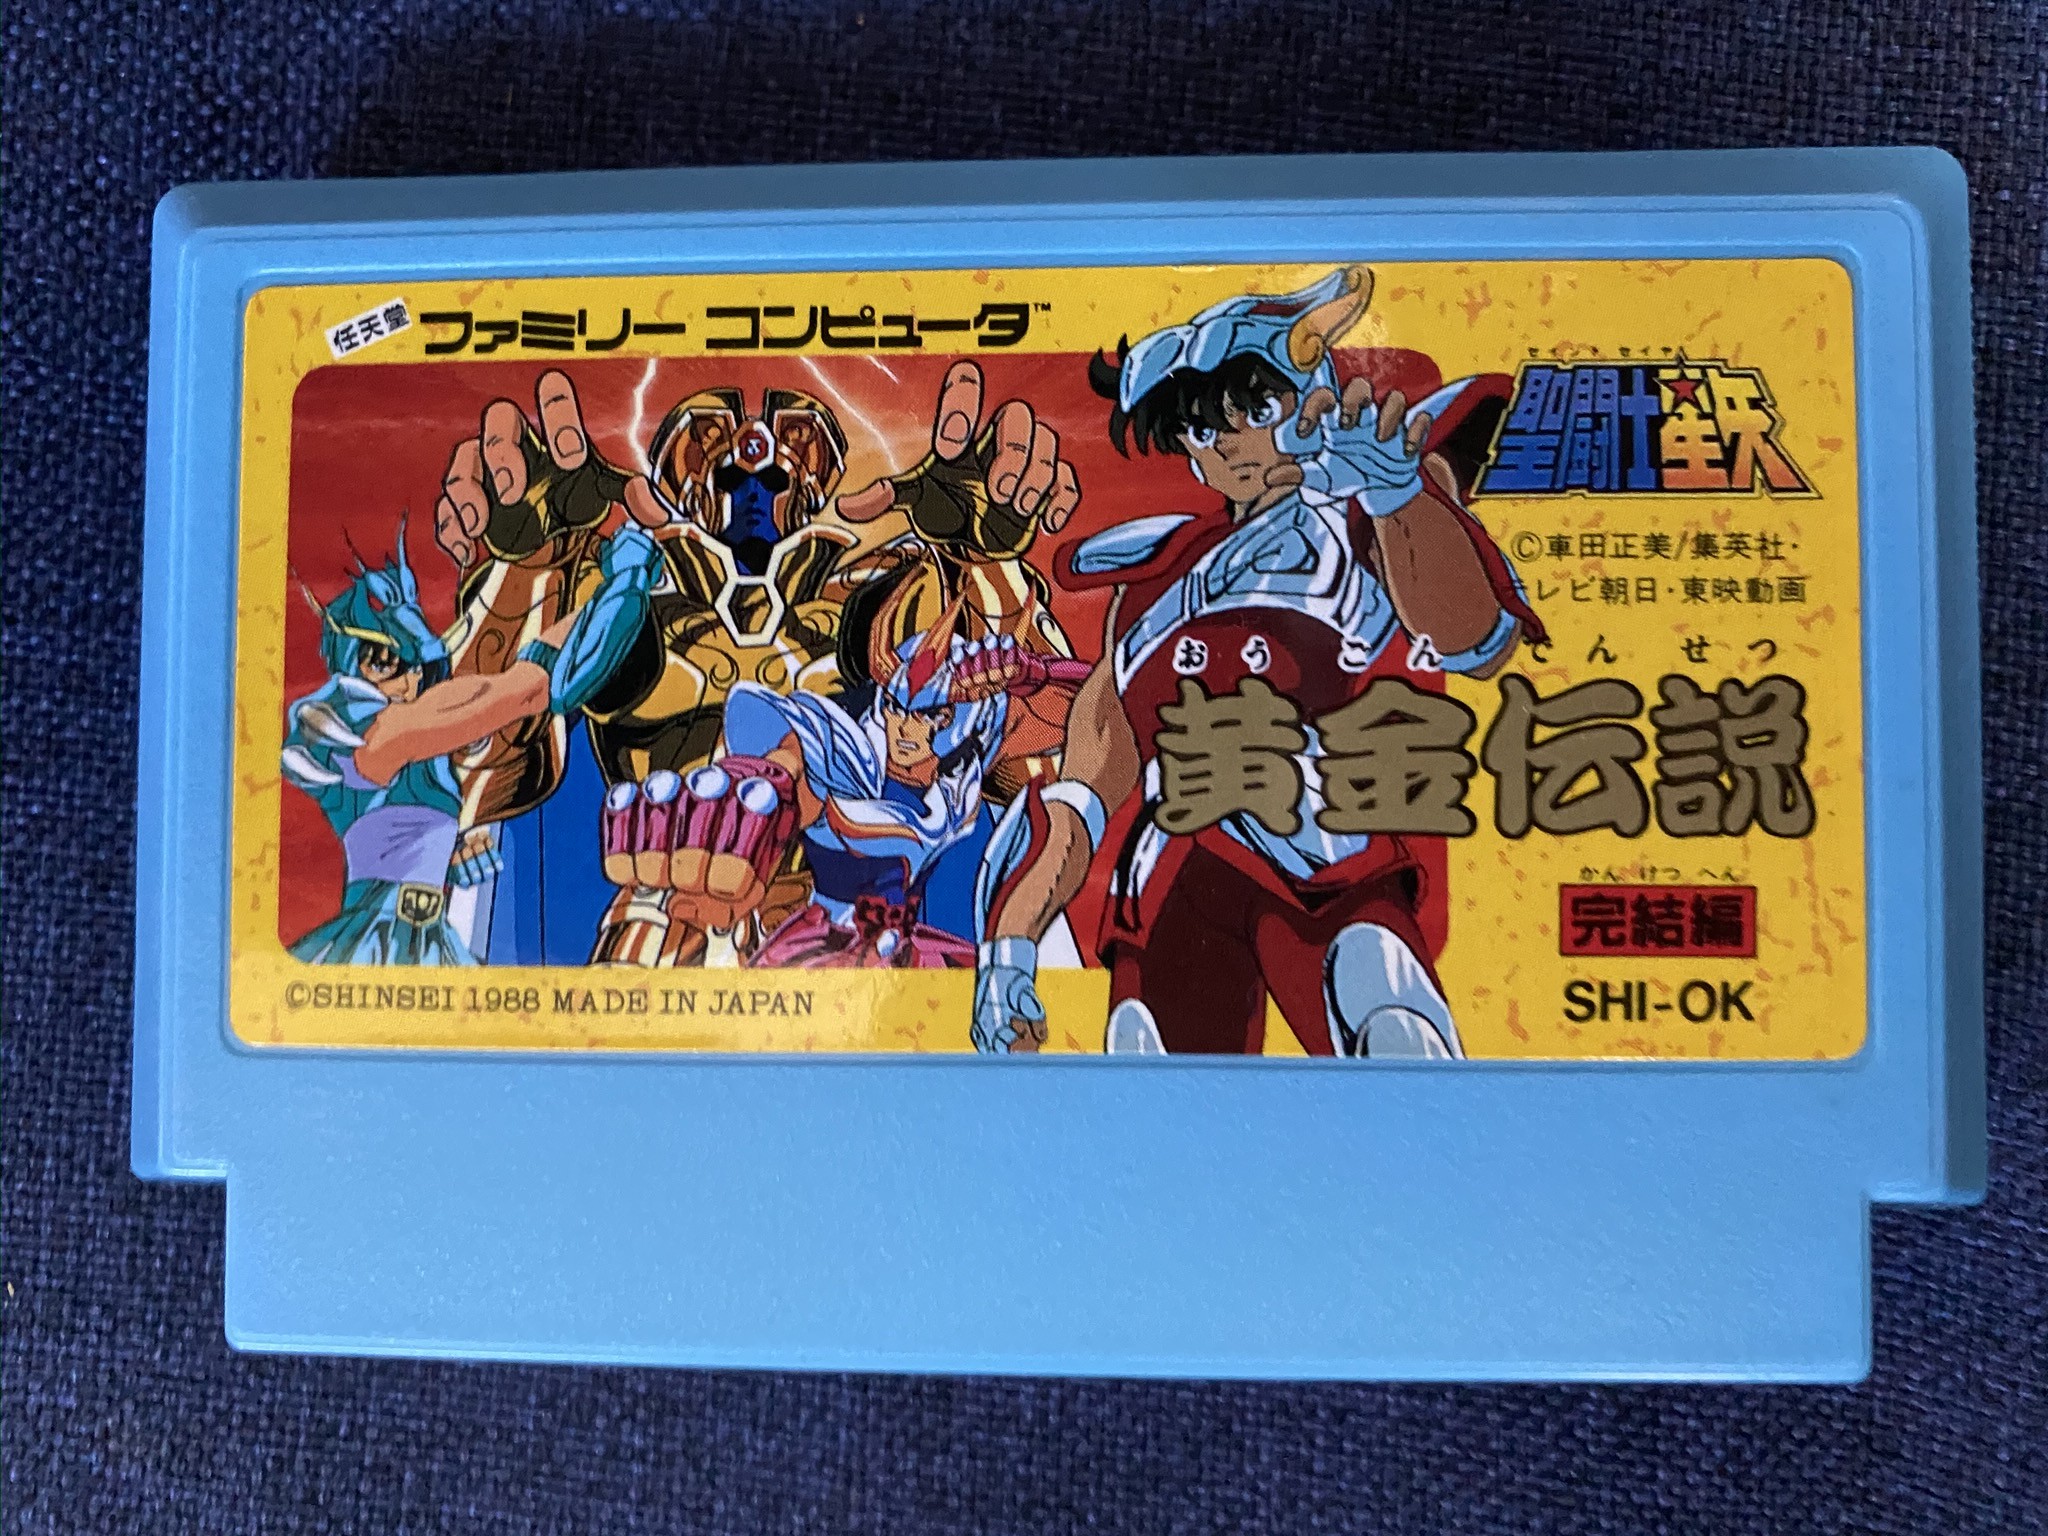 任天堂 ファミリー コンピュータ™
セイント セイヤ
聖闘士星矢
©車田正美/集英社・
テレビ朝日・東映動画
おうごんでんせつ
黄金伝説
かんけつへん
完結編
SHI-OK
©SHINSEI 1988 MADE IN JAPAN